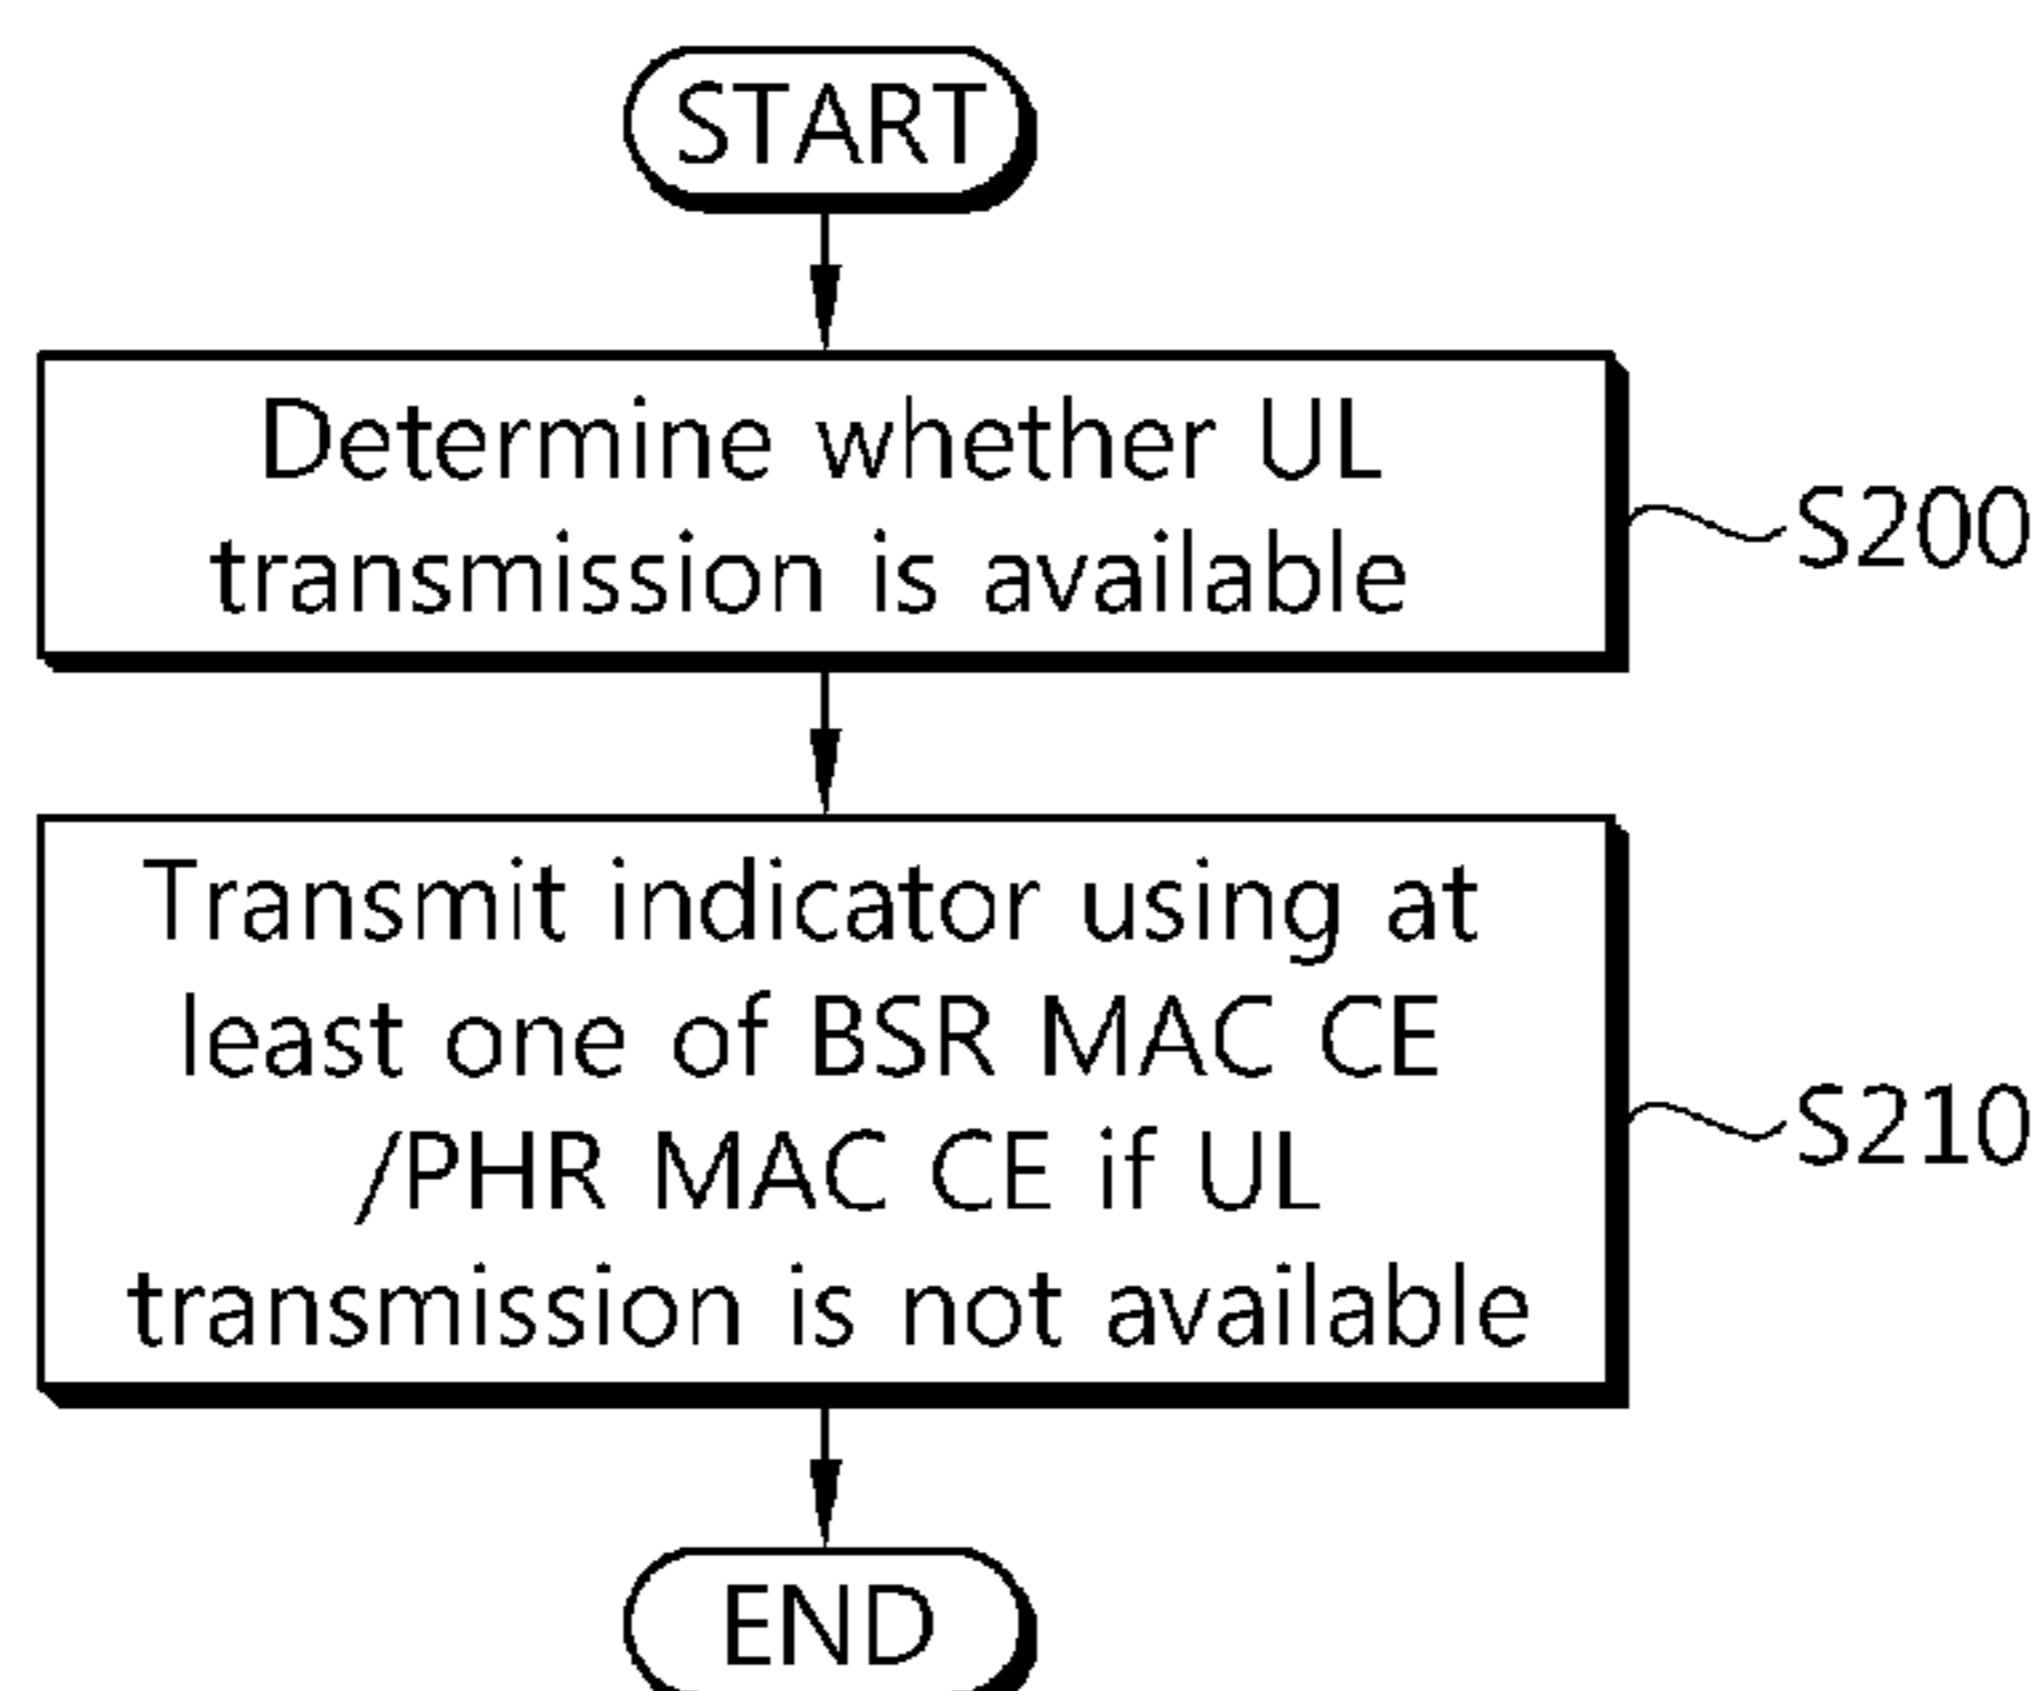 START
Determine whether UL
transmission is available
S200
Transmit indicator using at
least one of BSR MAC CE
/PHR MAC CE if UL
transmission is not available
S210
END